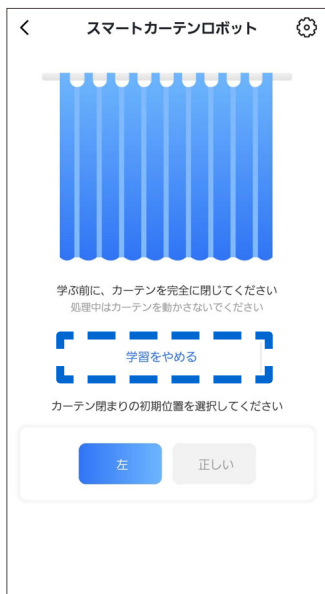 スマートカーテンロボット
学ぶ前に、カーテンを完全に閉じてください
処理中はカーテンを動かさないでください
学習をやめる
カーテン閉まりの初期位置を選択してください
左
正しい